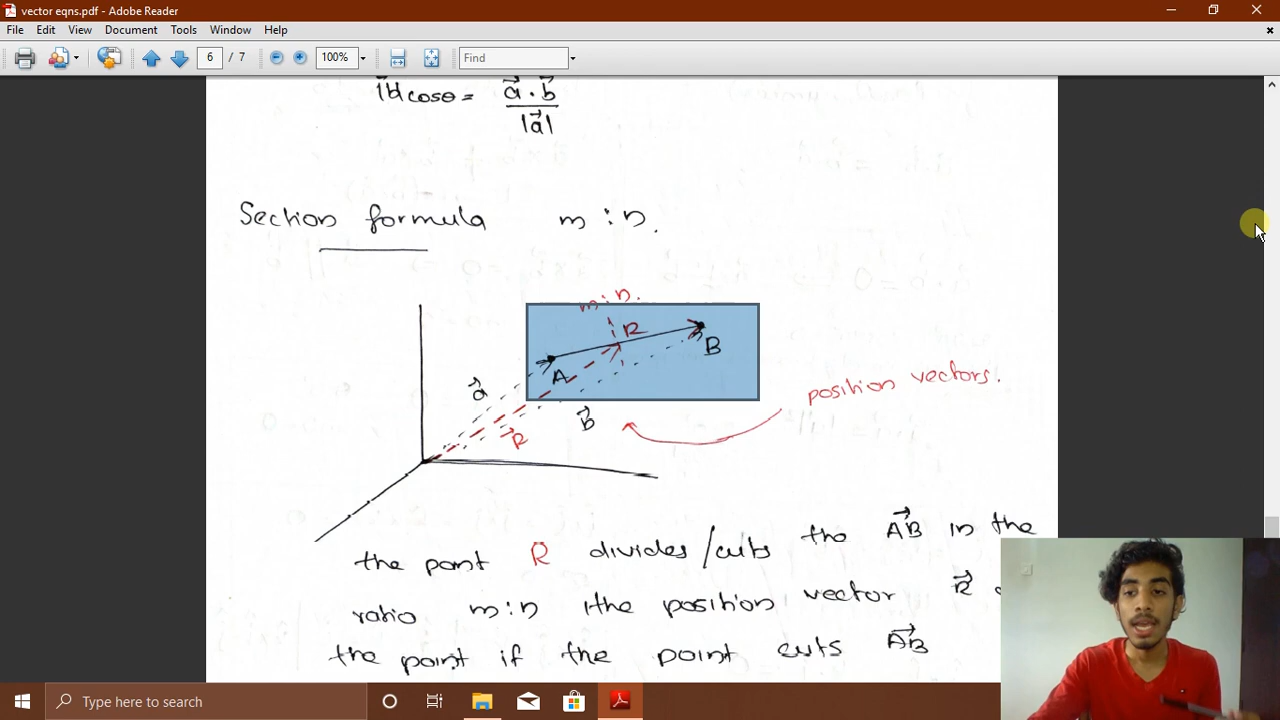 vector eqns.pdf - Adobe Reader
File Edit View Document Tools Window Help
6 / 7 100% Find
|b⃗|cosθ = a⃗ · b⃗
|a⃗|
Section formula m : n.
m : n.
R
B
A
a⃗
b⃗
R⃗
position vectors.
the point R divides/cuts the AB⃗ in the
ratio m:n the position vector R⃗
the point if the point cuts AB⃗
Type here to search